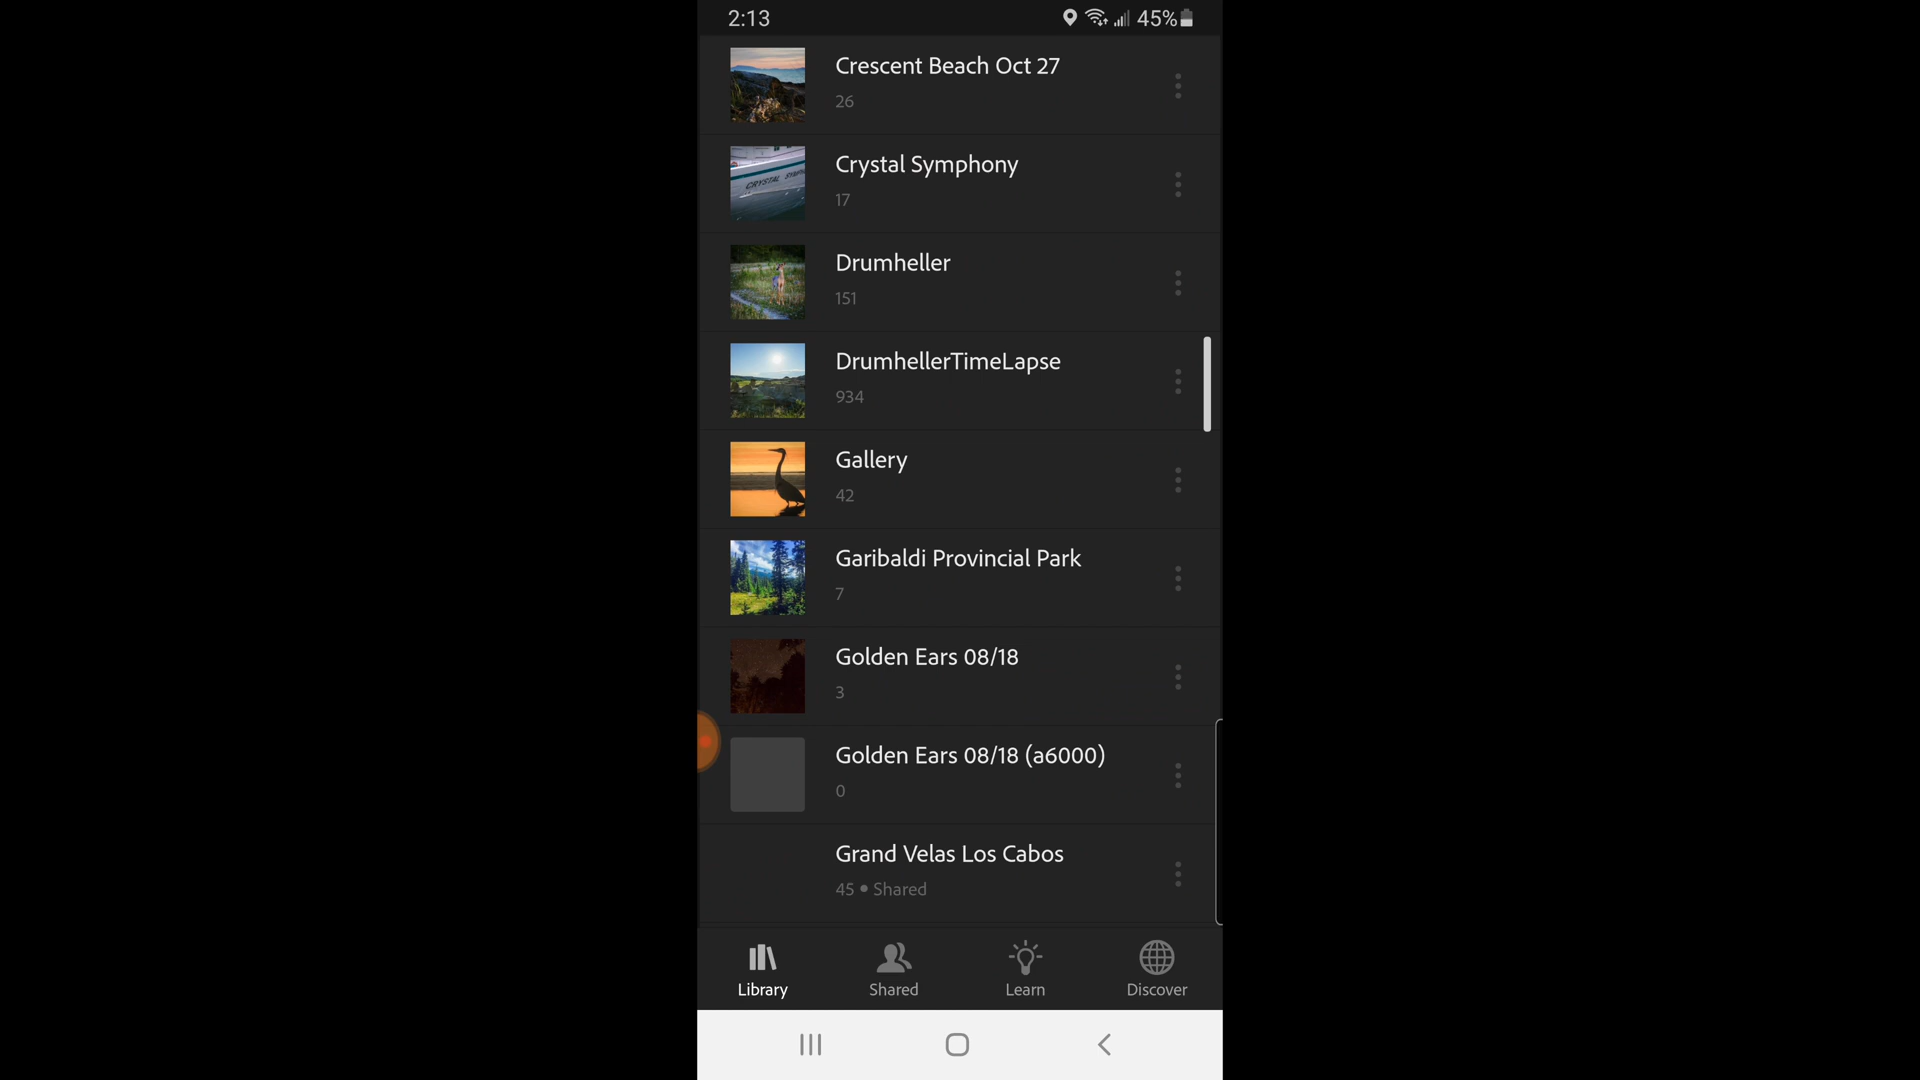 2:13
45%
Crescent Beach Oct 27
26
CRYSTAL SYMP
Crystal Symphony
17
Drumheller
151
DrumhellerTimeLapse
934
Gallery
42
Garibaldi Provincial Park
7
Golden Ears 08/18
3
Golden Ears 08/18 (a6000)
0
Grand Velas Los Cabos
45 • Shared
Library
Shared
Learn
Discover